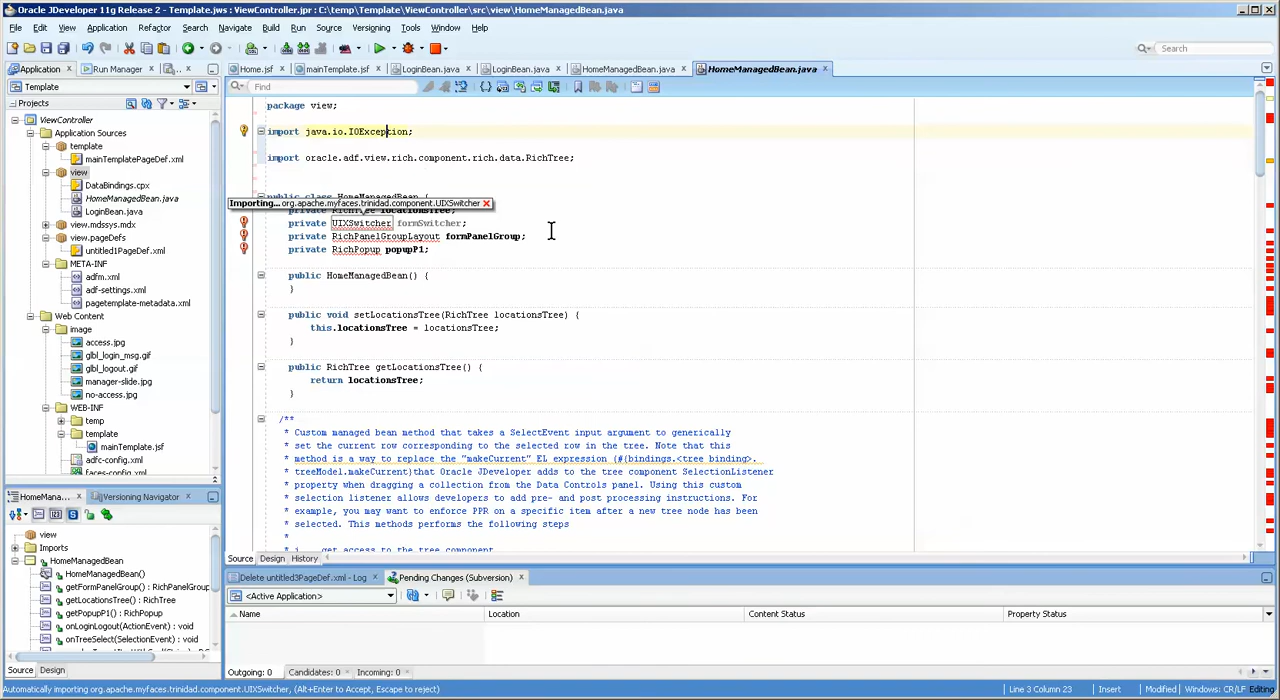 Oracle JDeveloper 11g Release 2 - Template.jws : ViewController.jpr : C:\temp\Template\ViewController\src\view\HomeManagedBean.java
File Edit View Application Refactor Search Navigate Build Run Source Versioning Tools Window Help
Search
Application Run Manager
Home.jsf mainTemplate.jsf LoginBean.java LoginBean.java HomeManagedBean.java HomeManagedBean.java
Template
Find
Projects
ViewController
Application Sources
template
mainTemplatePageDef.xml
view
DataBindings.cpx
HomeManagedBean.java
LoginBean.java
view.mdssys.mdx
view.pageDefs
untitled1PageDef.xml
META-INF
adfm.xml
adf-settings.xml
pagetemplate-metadata.xml
Web Content
image
access.jpg
glbl_login_msg.gif
glbl_logout.gif
manager-slide.jpg
no-access.jpg
WEB-INF
temp
template
mainTemplate.jsf
adfc-config.xml
faces-config.xml
package view;
import java.io.IOException;
import oracle.adf.view.rich.component.rich.data.RichTree;
public class HomeManagedBean {
Importing... org.apache.myfaces.trinidad.component.UIXSwitcher
private RichTree locationsTree;
private UIXSwitcher formSwitcher;
private RichPanelGroupLayout formPanelGroup;
private RichPopup popupP1;
public HomeManagedBean() {
}
public void setLocationsTree(RichTree locationsTree) {
this.locationsTree = locationsTree;
}
public RichTree getLocationsTree() {
return locationsTree;
}
/**
* Custom managed bean method that takes a SelectEvent input argument to generically
* set the current row corresponding to the selected row in the tree. Note that this
* method is a way to replace the "makeCurrent" EL expression (#{bindings.<tree binding>.
* treeModel.makeCurrent}that Oracle JDeveloper adds to the tree component SelectionListener
* property when dragging a collection from the Data Controls panel. Using this custom
* selection listener allows developers to add pre- and post processing instructions. For
* example, you may want to enforce PPR on a specific item after a new tree node has been
* selected. This methods performs the following steps
*
* i. get access to the tree component
Source Design History
HomeMana... Versioning Navigator
view
Imports
HomeManagedBean
HomeManagedBean()
getFormPanelGroup() : RichPanelGroup
getLocationsTree() : RichTree
getPopupP1() : RichPopup
onLoginLogout(ActionEvent) : void
onTreeSelect(SelectionEvent) : void
Source Design
Delete untitled3PageDef.xml - Log Pending Changes (Subversion)
<Active Application>
Name Location Content Status Property Status
Outgoing: 0 Candidates: 0 Incoming: 0
Automatically importing org.apache.myfaces.trinidad.component.UIXSwitcher, (Alt+Enter to Accept, Escape to reject) Line 3 Column 23 Insert Modified Windows: CR/LF Editing